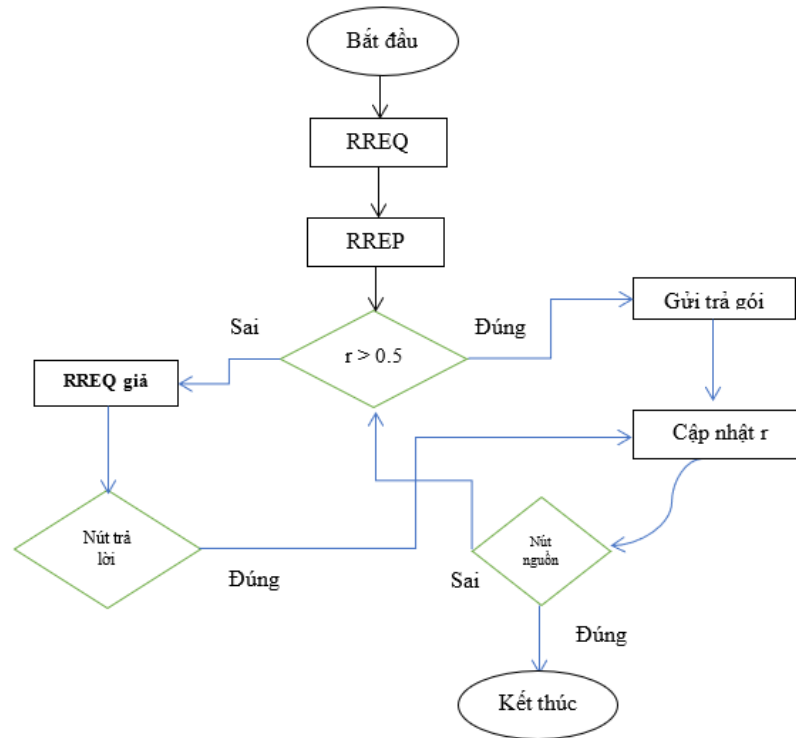 Bắt đầu
RREQ
RREP
Sai
Đúng
Gửi trả gói
r > 0.5
RREQ giả
Cập nhật r
Nút trả
lời
Nút
nguồn
Đúng
Sai
Đúng
Kết thúc